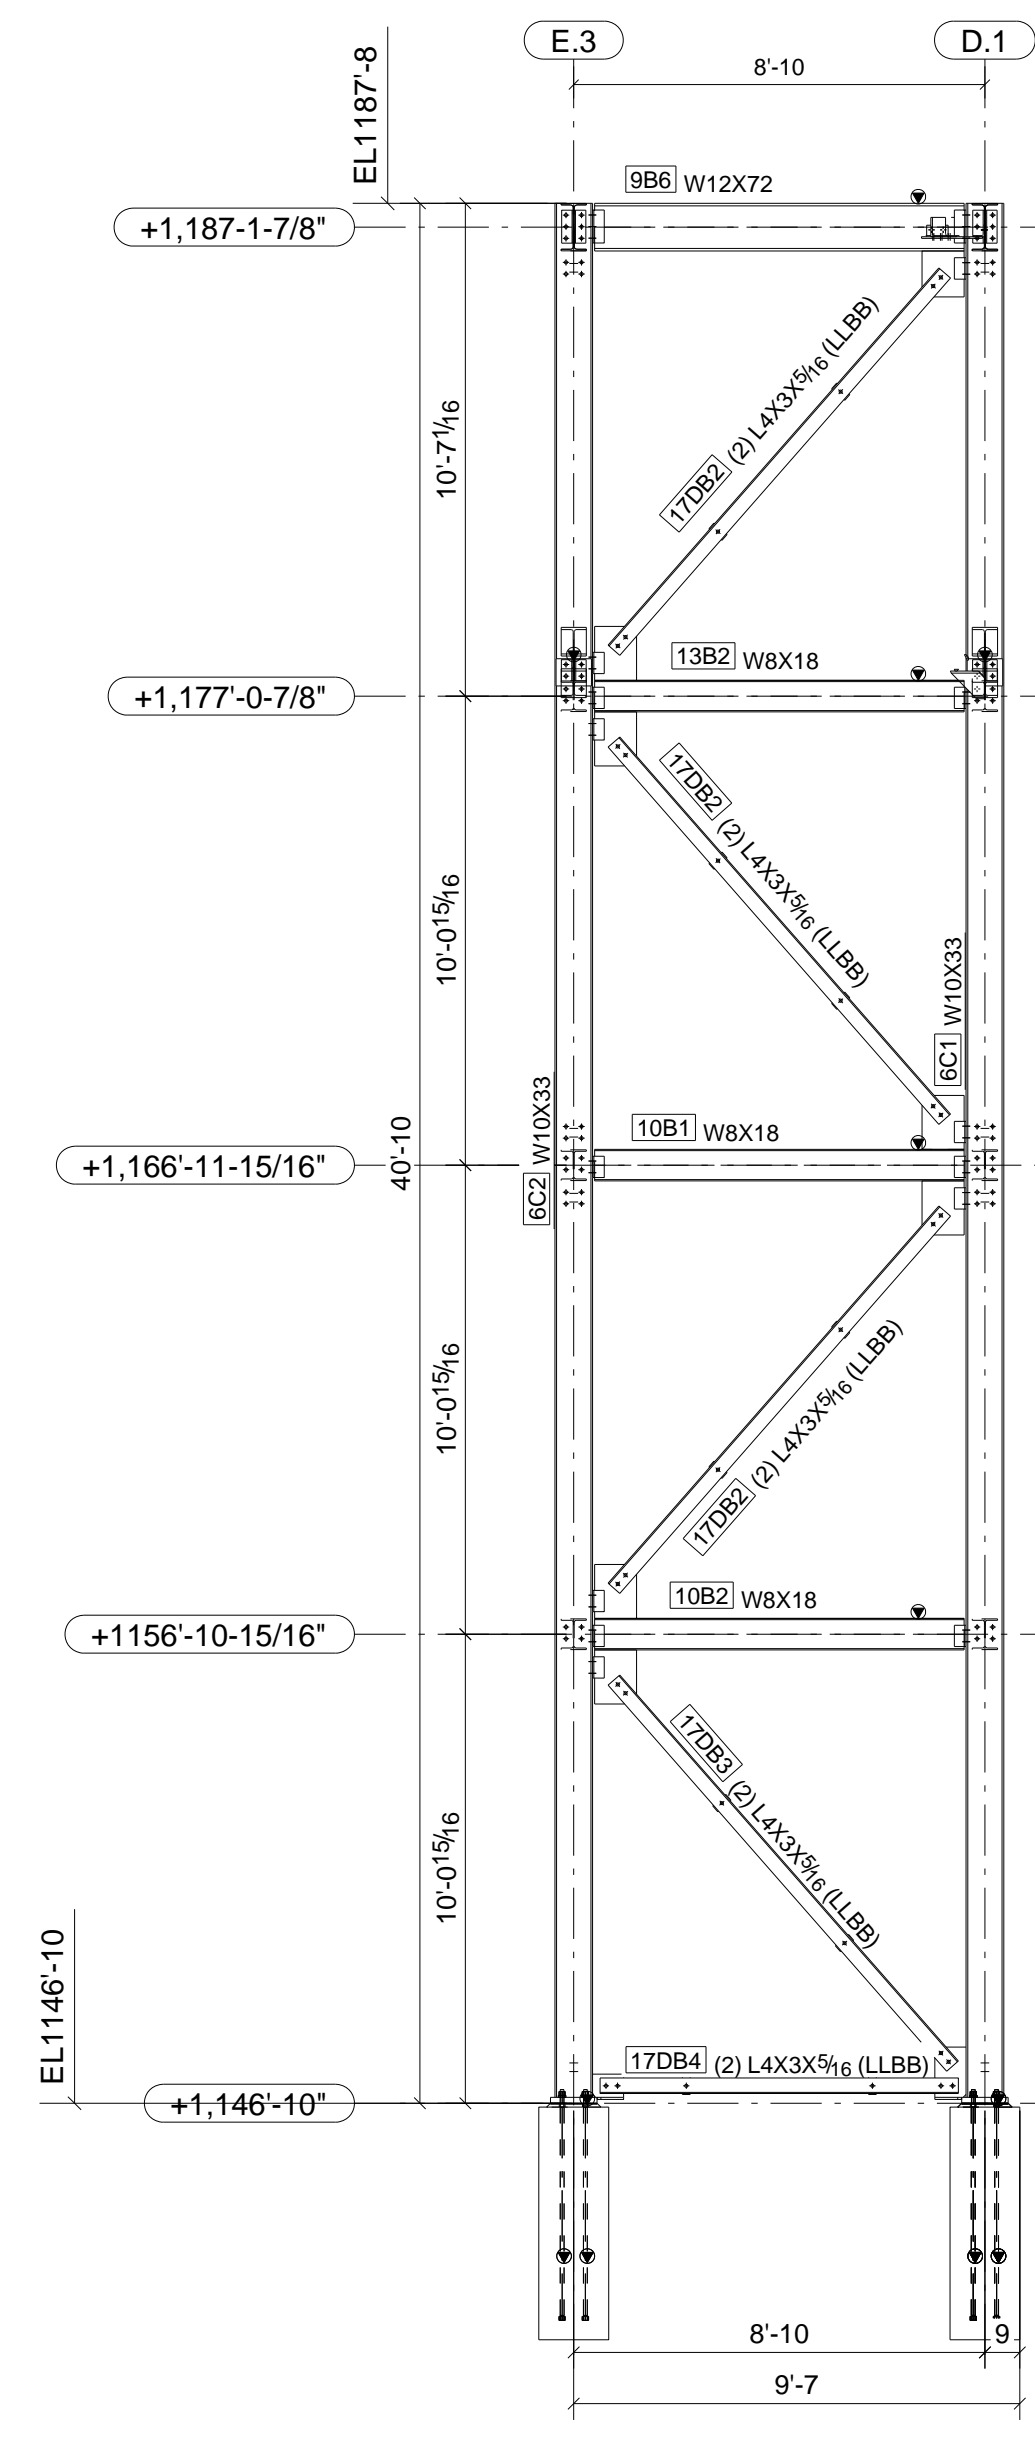 E.3
D.1
8'-10
EL1187'-8
9B6 W12X72
+1,187-1-7/8"
17DB2 (2) L4X3X5/16 (LLBB)
10'-71/16
13B2 W8X18
+1,177'-0-7/8"
17DB2 (2) L4X3X5/16 (LLBB)
10'-015/16
6C1 W10X33
6C2 W10X33
40'-10
10B1 W8X18
+1,166'-11-15/16"
10'-015/16
17DB2 (2) L4X3X5/16 (LLBB)
10B2 W8X18
+1156'-10-15/16"
17DB3 (2) L4X3X5/16 (LLBB)
10'-015/16
EL1146'-10
17DB4 (2) L4X3X5/16 (LLBB)
+1,146'-10"
8'-10
9
9'-7